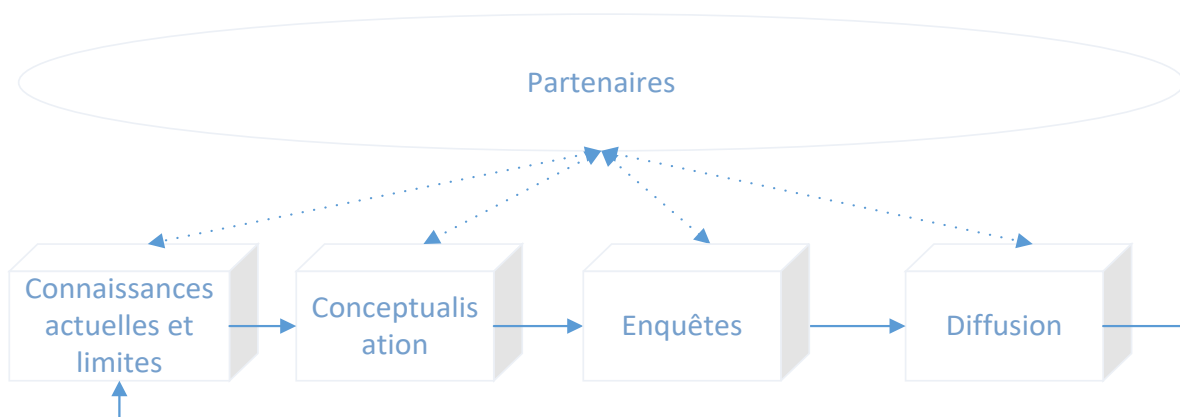 Partenaires
Connaissances
actuelles et
limites
Conceptualis
ation
Enquêtes
Diffusion